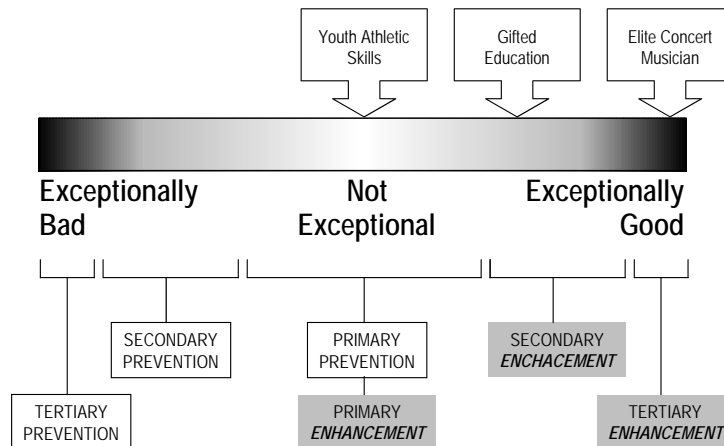 Youth Athletic
Skills
Gifted
Education
Elite Concert
Musician
Exceptionally
Bad
Not
Exceptional
Exceptionally
Good
SECONDARY
PREVENTION
PRIMARY
PREVENTION
SECONDARY
ENCHACEMENT
TERTIARY
PREVENTION
PRIMARY
ENHANCEMENT
TERTIARY
ENHANCEMENT